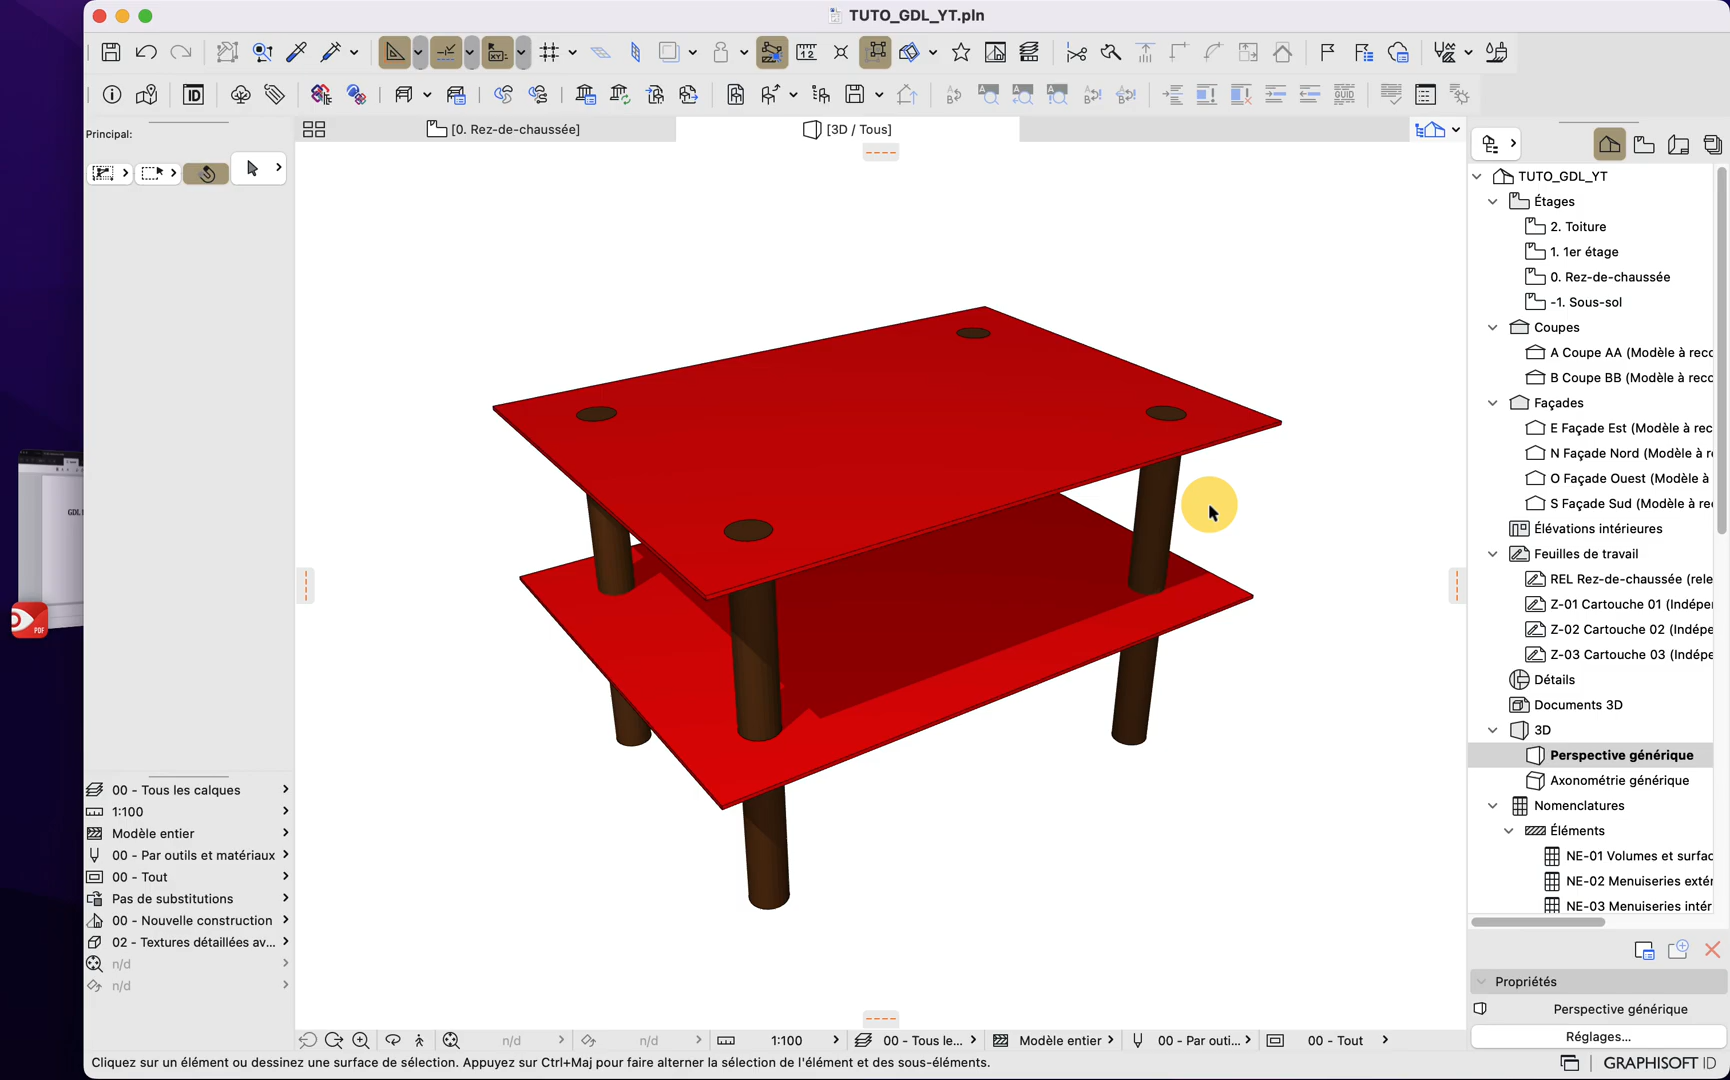 TUTO_GDL_YT.pln
Principal:
[0. Rez-de-chaussée]
[3D / Tous]
TUTO_GDL_YT
Étages
2. Toiture
1. 1er étage
0. Rez-de-chaussée
-1. Sous-sol
Coupes
A Coupe AA (Modèle à reco
B Coupe BB (Modèle à reco
Façades
E Façade Est (Modèle à rec
N Façade Nord (Modèle à r
O Façade Ouest (Modèle à
S Façade Sud (Modèle à re
Élévations intérieures
Feuilles de travail
REL Rez-de-chaussée (rele
Z-01 Cartouche 01 (Indépe
Z-02 Cartouche 02 (Indépe
Z-03 Cartouche 03 (Indépe
Détails
Documents 3D
3D
Perspective générique
Axonométrie générique
Nomenclatures
Éléments
NE-01 Volumes et surfac
NE-02 Menuiseries extér
NE-03 Menuiseries intér
Propriétés
Perspective générique
Réglages...
00 - Tous les calques
1:100
Modèle entier
00 - Par outils et matériaux
00 - Tout
Pas de substitutions
00 - Nouvelle construction
02 - Textures détaillées av...
n/d
n/d
n/d
n/d
1:100
00 - Tous le...
Modèle entier
00 - Par outi...
00 - Tout
Cliquez sur un élément ou dessinez une surface de sélection. Appuyez sur Ctrl+Maj pour faire alterner la sélection de l'élément et des sous-éléments.
GRAPHISOFT ID
ID
GUID
PDF
GDL